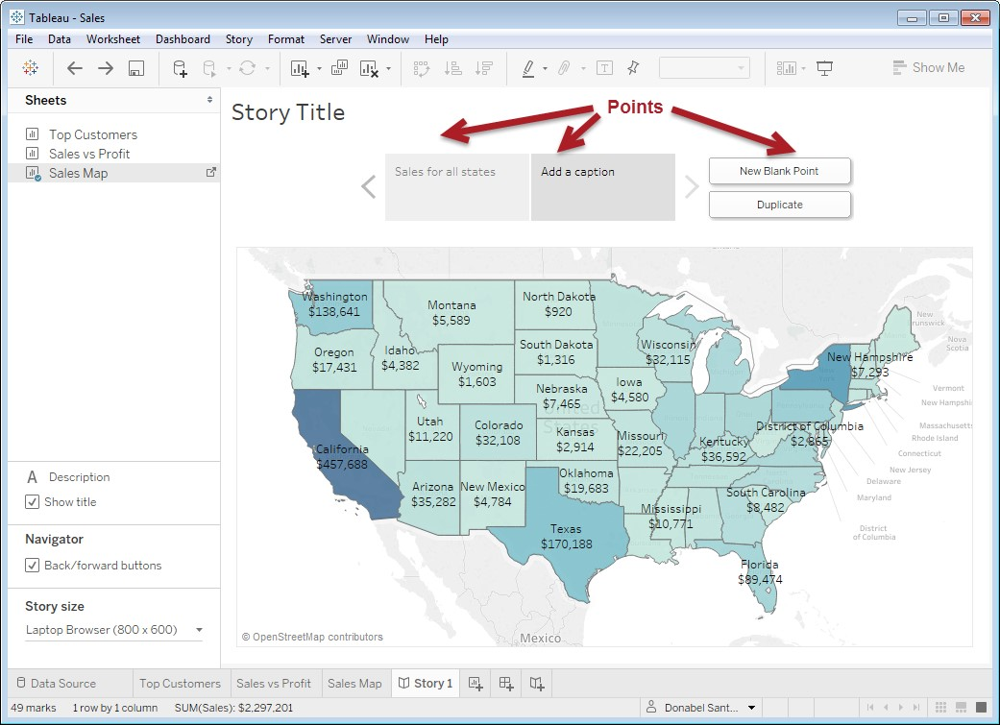 Tableau - Sales
File Data Worksheet Dashboard Story Format Server Window Help
Show Me
Sheets
Top Customers
Sales vs Profit
Sales Map
Description
Show title
Navigator
Back/forward buttons
Story size
Laptop Browser (800 x 600)
Story Title
Points
Sales for all states
Add a caption
New Blank Point
Duplicate
Washington
$138,641
Montana
$5,589
North Dakota
$920
Oregon
$17,431
Idaho
$4,382
Wyoming
$1,603
South Dakota
$1,316
Wisconsin
$32,115
New Hampshire
$7,293
Nebraska
$7,465
Iowa
$4,580
California
$457,688
Utah
$11,220
Colorado
$32,108
United
States
Kansas
$2,914
Missouri
$22,205
Kentucky
$36,592
District of Columbia
$2,865
Arizona
$35,282
New Mexico
$4,784
Oklahoma
$19,683
Mississippi
$10,771
South Carolina
$8,482
Texas
$170,188
Florida
$89,474
New
Nova
Scotia
Vermont
New Hampshire
Massachusetts
Rhode Island
Connecticut
New Jersey
Delaware
Maryland
District
of Columbia
Mexico
© OpenStreetMap contributors
Data Source Top Customers Sales vs Profit Sales Map Story 1
49 marks 1 row by 1 column SUM(Sales): $2,297,201 Donabel Sant...